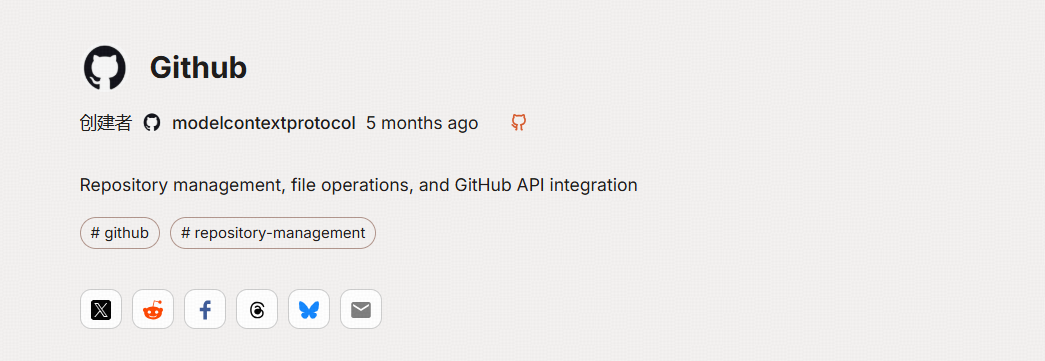 Github
创建者 modelcontextprotocol 5 months ago
Repository management, file operations, and GitHub API integration
# github # repository-management